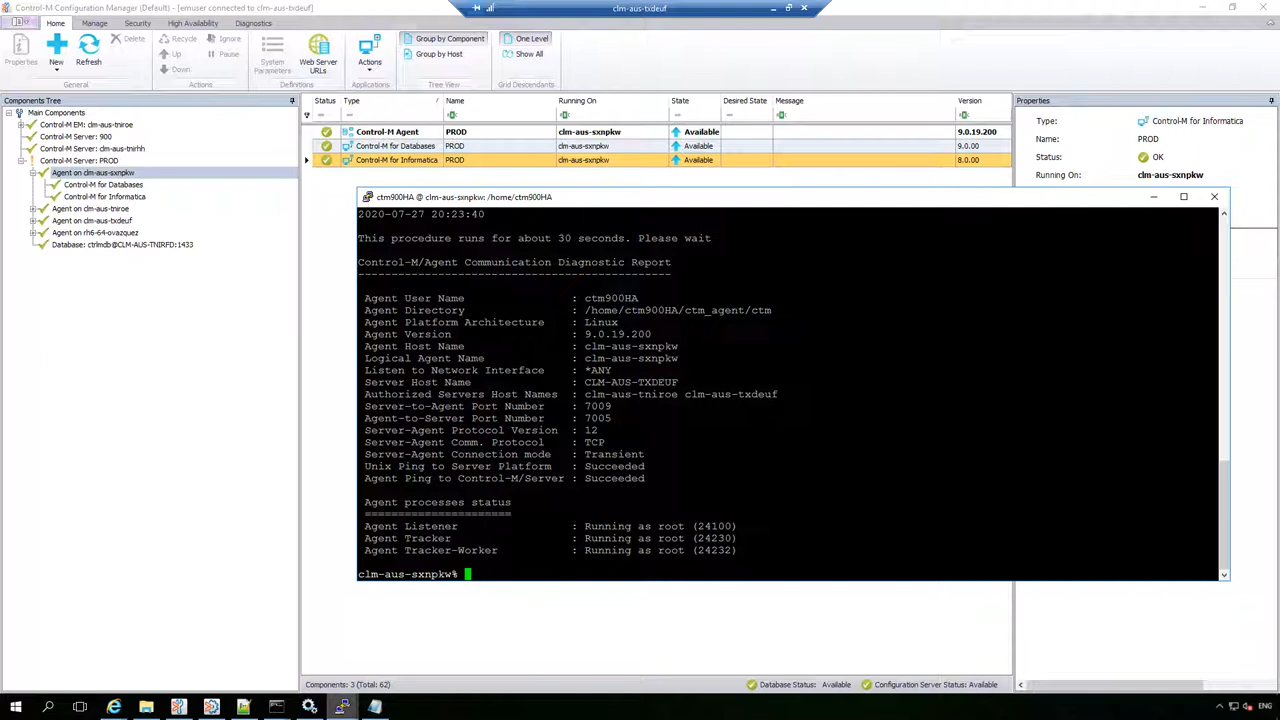 Control-M Configuration Manager (Default) - [emuser connected to clm-aus-txdeuf]
clm-aus-txdeuf
Home
Manage
Security
High Availability
Diagnostics
Properties
New
Refresh
Delete
Recycle
Ignore
Up
Pause
Down
System Parameters
Web Server URLs
Actions
Group by Component
Group by Host
One Level
Show All
General
Actions
Definitions
Applications
Tree View
Grid Descendants
Components Tree
Main Components
Control-M EM: clm-aus-tniroe
Control-M Server: 900
Control-M Server: clm-aus-tnirhh
Control-M Server: PROD
Agent on clm-aus-sxnpkw
Control-M for Databases
Control-M for Informatica
Agent on clm-aus-tniroe
Agent on clm-aus-txdeuf
Agent on rh6-64-ovazquez
Database: ctrlmdb@CLM-AUS-TNIRFD:1433
Status Type / Name Running On State Desired State Message Version
Control-M Agent PROD clm-aus-sxnpkw Available 9.0.19.200
Control-M for Databases PROD clm-aus-sxnpkw Available 9.0.00
Control-M for Informatica PROD clm-aus-sxnpkw Available 8.0.00
Properties
Type: Control-M for Informatica
Name: PROD
Status: OK
Running On: clm-aus-sxnpkw
ctm900HA @ clm-aus-sxnpkw: /home/ctm900HA
2020-07-27 20:23:40
This procedure runs for about 30 seconds. Please wait
Control-M/Agent Communication Diagnostic Report
-----------------------------------------------
Agent User Name : ctm900HA
Agent Directory : /home/ctm900HA/ctm_agent/ctm
Agent Platform Architecture : Linux
Agent Version : 9.0.19.200
Agent Host Name : clm-aus-sxnpkw
Logical Agent Name : clm-aus-sxnpkw
Listen to Network Interface : *ANY
Server Host Name : CLM-AUS-TXDEUF
Authorized Servers Host Names : clm-aus-tniroe clm-aus-txdeuf
Server-to-Agent Port Number : 7009
Agent-to-Server Port Number : 7005
Server-Agent Protocol Version : 12
Server-Agent Comm. Protocol : TCP
Server-Agent Connection mode : Transient
Unix Ping to Server Platform : Succeeded
Agent Ping to Control-M/Server : Succeeded
Agent processes status
======================
Agent Listener : Running as root (24100)
Agent Tracker : Running as root (24230)
Agent Tracker-Worker : Running as root (24232)
clm-aus-sxnpkw%
Components: 3 (Total: 62)
Database Status: Available
Configuration Server Status: Available
ENG